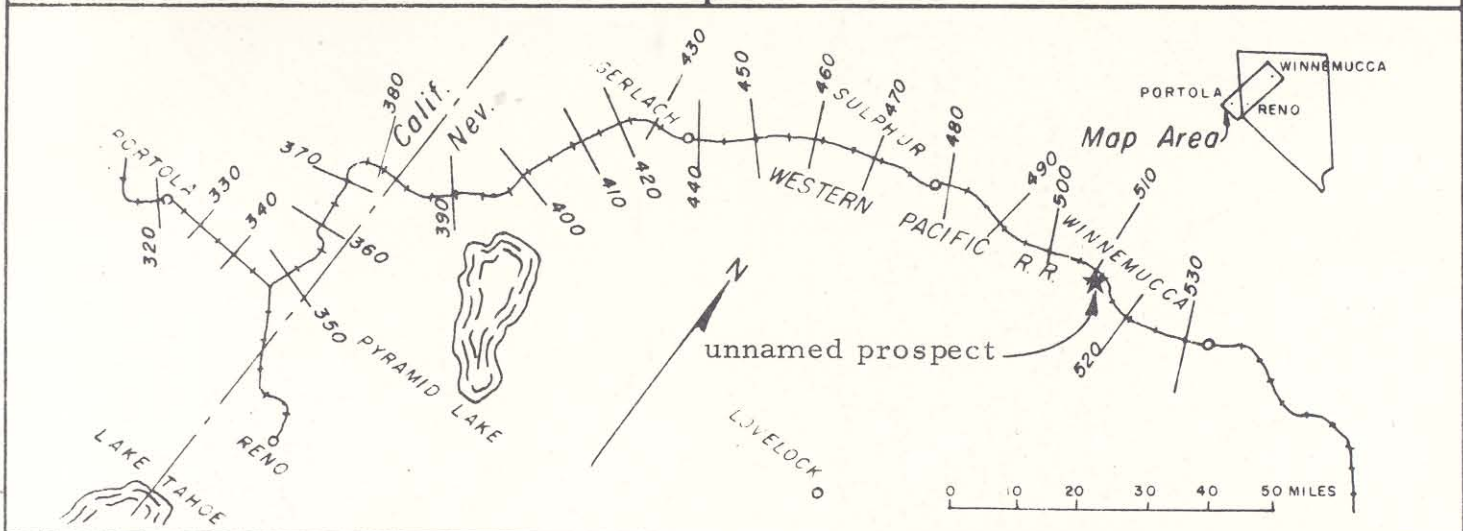 PORTOLA
320
330
340
350
360
370
380
Calif.
Nev.
390
400
410
420
GERLACH
430
440
450
460
SULPHUR
470
480
WESTERN PACIFIC R.R.
490
500
WINNEMUCCA
510
520
530
unnamed prospect
N
PYRAMID LAKE
LAKE TAHOE
RENO
LOVELOCK
0 10 20 30 40 50 MILES
WINNEMUCCA
PORTOLA
RENO
Map Area